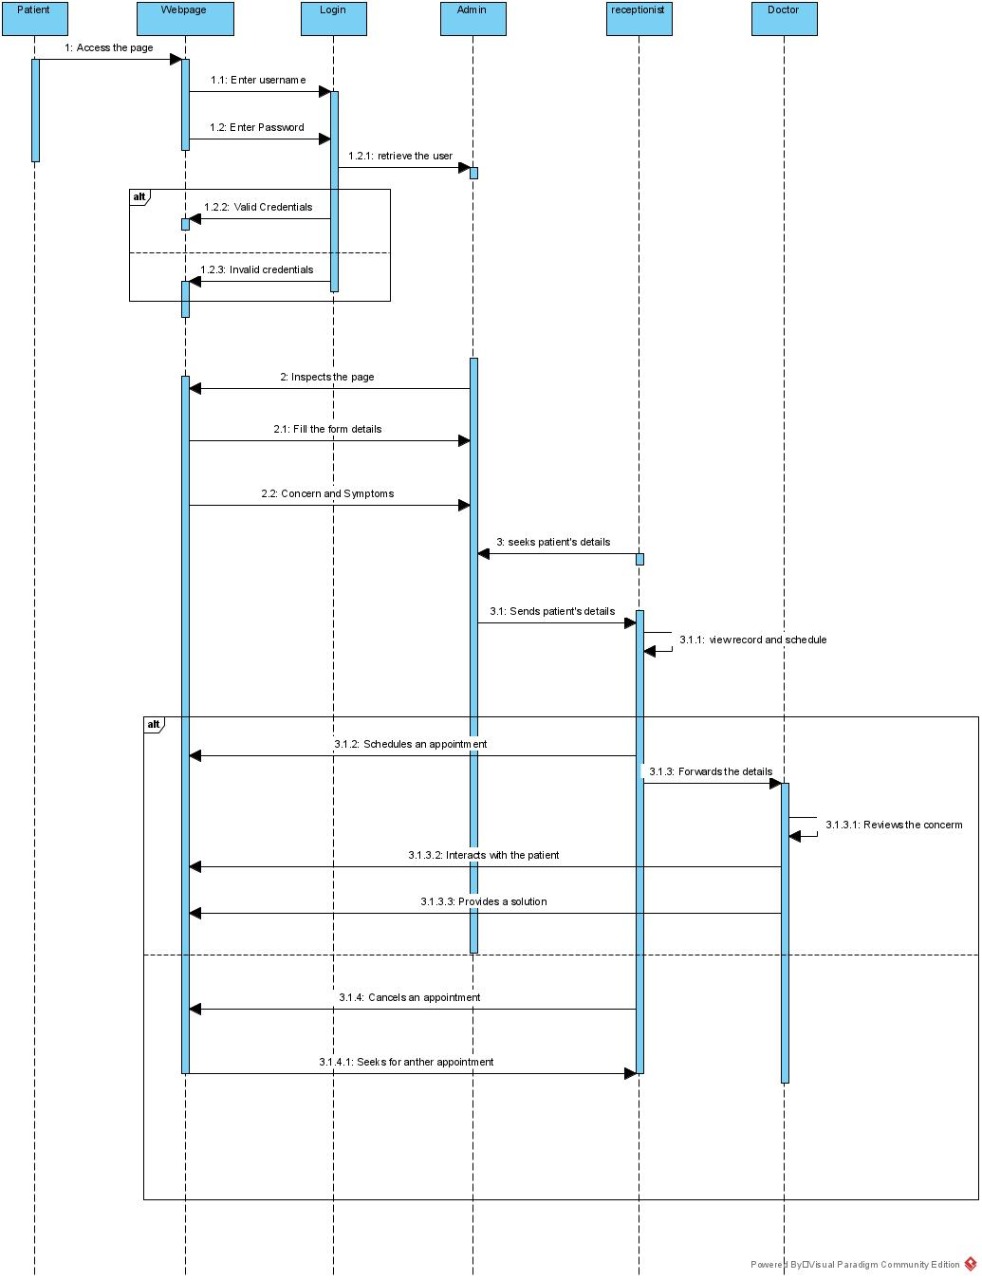 Patient
Webpage
Login
Admin
receptionist
Doctor
1: Access the page
1.1: Enter username
1.2: Enter Password
1.2.1: retrieve the user
alt
1.2.2: Valid Credentials
1.2.3: Invalid credentials
2: Inspects the page
2.1: Fill the form details
2.2: Concern and Symptoms
3: seeks patient's details
3.1: Sends patient's details
3.1.1: view record and schedule
alt
3.1.2: Schedules an appointment
3.1.3: Forwards the details
3.1.3.1: Reviews the concerm
3.1.3.2: Interacts with the patient
3.1.3.3: Provides a solution
3.1.4: Cancels an appointment
3.1.4.1: Seeks for anther appointment
Powered By Visual Paradigm Community Edition